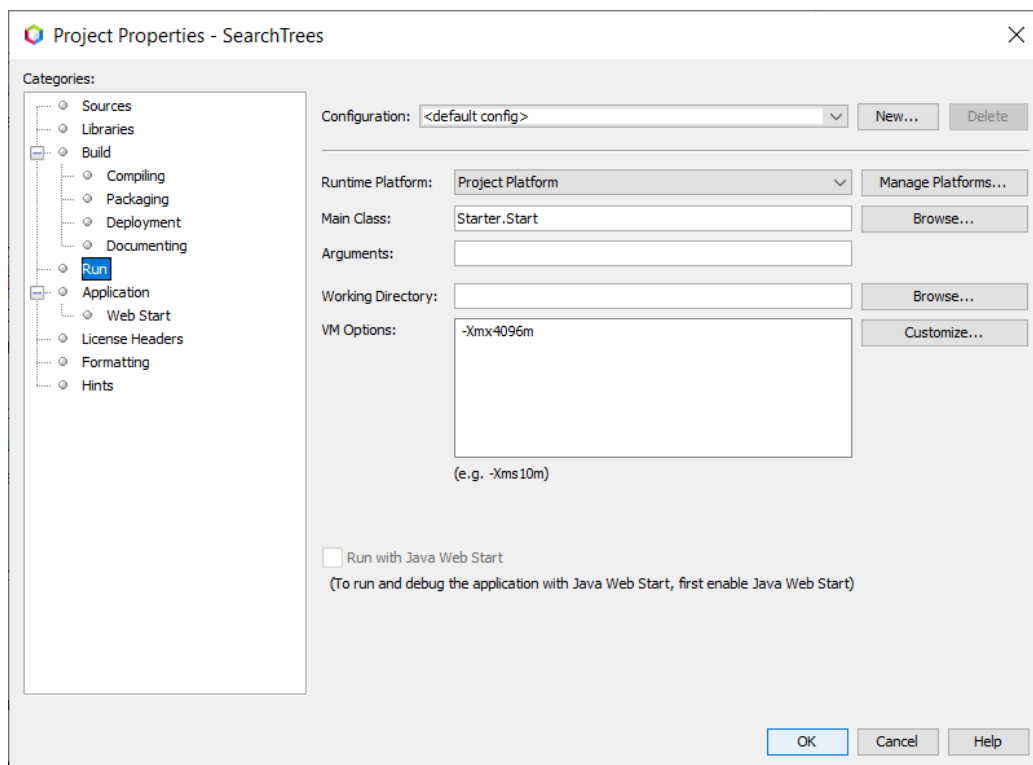 Project Properties - SearchTrees
Categories:
Sources
Libraries
Build
Compiling
Packaging
Deployment
Documenting
Run
Application
Web Start
License Headers
Formatting
Hints
Configuration: <default config> New... Delete
Runtime Platform: Project Platform Manage Platforms...
Main Class: Starter.Start Browse...
Arguments:
Working Directory: Browse...
VM Options: -Xmx4096m Customize...
(e.g. -Xms10m)
Run with Java Web Start
(To run and debug the application with Java Web Start, first enable Java Web Start)
OK Cancel Help